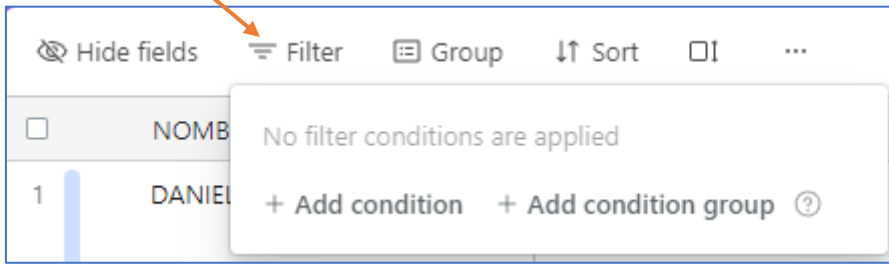 Hide fields Filter Group Sort ...
NOMB
No filter conditions are applied
1 DANIEL
+ Add condition + Add condition group ?